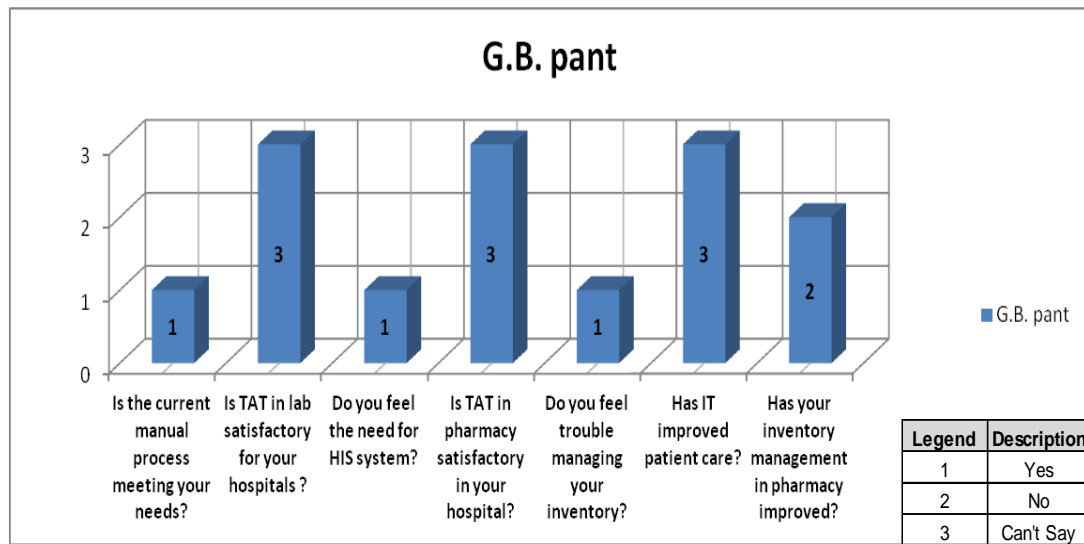 G.B. pant
3
2
1
0
1
3
1
3
1
3
2
G.B. pant
Is the current
manual
process
meeting your
needs?
Is TAT in lab
satisfactory
for your
hospitals ?
Do you feel
the need for
HIS system?
Is TAT in
pharmacy
satisfactory
in your
hospital?
Do you feel
trouble
managing
your
inventory?
Has IT
improved
patient care?
Has your
inventory
management
in pharmacy
improved?
Legend Description
1 Yes
2 No
3 Can't Say